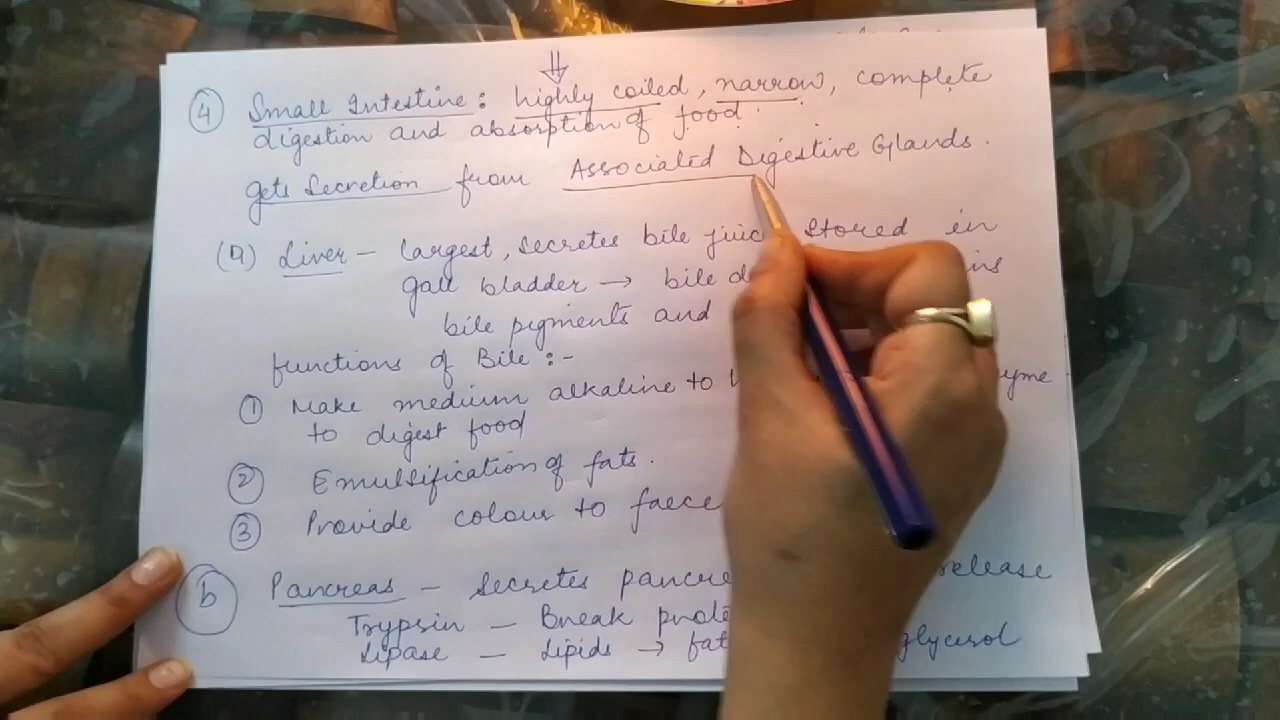 ④ Small Intestine: highly coiled, narrow, complete
digestion and absorption of food.
gets Secretion from Associated Digestive Glands.
(a) Liver – largest, secretes bile juice stored in
gall bladder → bile
bile pigments and
functions of Bile :-
① Make medium alkaline to
to digest food
② Emulsification of fats.
③ Provide colour to
ⓑ Pancreas – Secretes release
Trypsin – Break
Lipase – Lipids → glycerol